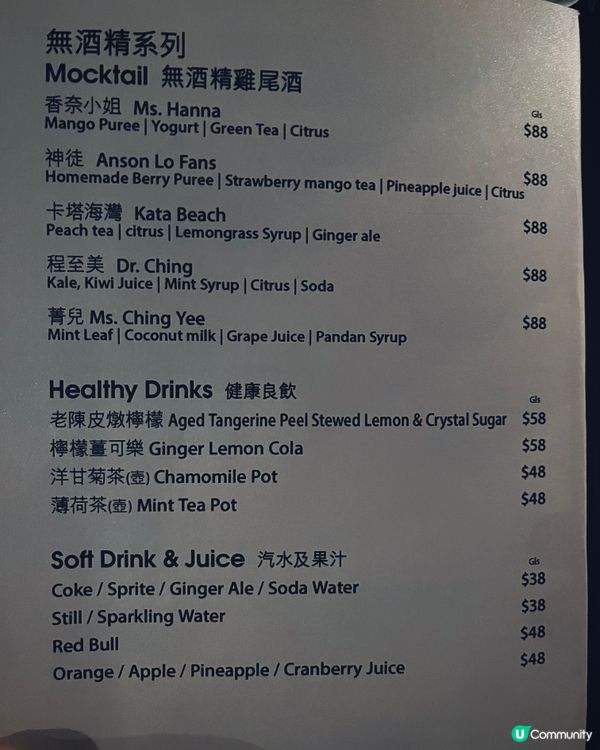 無酒精系列
Mocktail 無酒精雞尾酒
香奈小姐 Ms. Hanna
Gls
Mango Puree | Yogurt | Green Tea | Citrus $88
神徒 Anson Lo Fans
Homemade Berry Puree | Strawberry mango tea | Pineapple juice | Citrus $88
卡塔海灣 Kata Beach
Peach tea | citrus | Lemongrass Syrup | Ginger ale $88
程至美 Dr. Ching
Kale, Kiwi Juice | Mint Syrup | Citrus | Soda $88
菁兒 Ms. Ching Yee
Mint Leaf | Coconut milk | Grape Juice | Pandan Syrup $88
Healthy Drinks 健康良飲
Gls
老陳皮燉檸檬 Aged Tangerine Peel Stewed Lemon & Crystal Sugar $58
檸檬薑可樂 Ginger Lemon Cola $58
洋甘菊茶(壺) Chamomile Pot $48
薄荷茶(壺) Mint Tea Pot $48
Soft Drink & Juice 汽水及果汁
Gls
Coke / Sprite / Ginger Ale / Soda Water $38
Still / Sparkling Water $38
Red Bull $48
Orange / Apple / Pineapple / Cranberry Juice $48
U Community